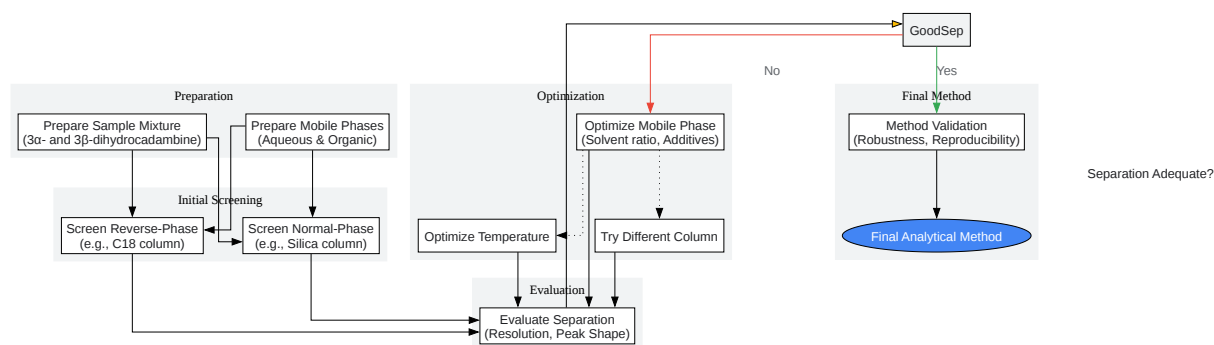 GoodSep
No
Yes
Preparation
Optimization
Final Method
Prepare Sample Mixture
(3α- and 3β-dihydrocadambine)
Prepare Mobile Phases
(Aqueous & Organic)
Optimize Mobile Phase
(Solvent ratio, Additives)
Method Validation
(Robustness, Reproducibility)
Separation Adequate?
Initial Screening
Screen Reverse-Phase
(e.g., C18 column)
Screen Normal-Phase
(e.g., Silica column)
Optimize Temperature
Try Different Column
Final Analytical Method
Evaluation
Evaluate Separation
(Resolution, Peak Shape)